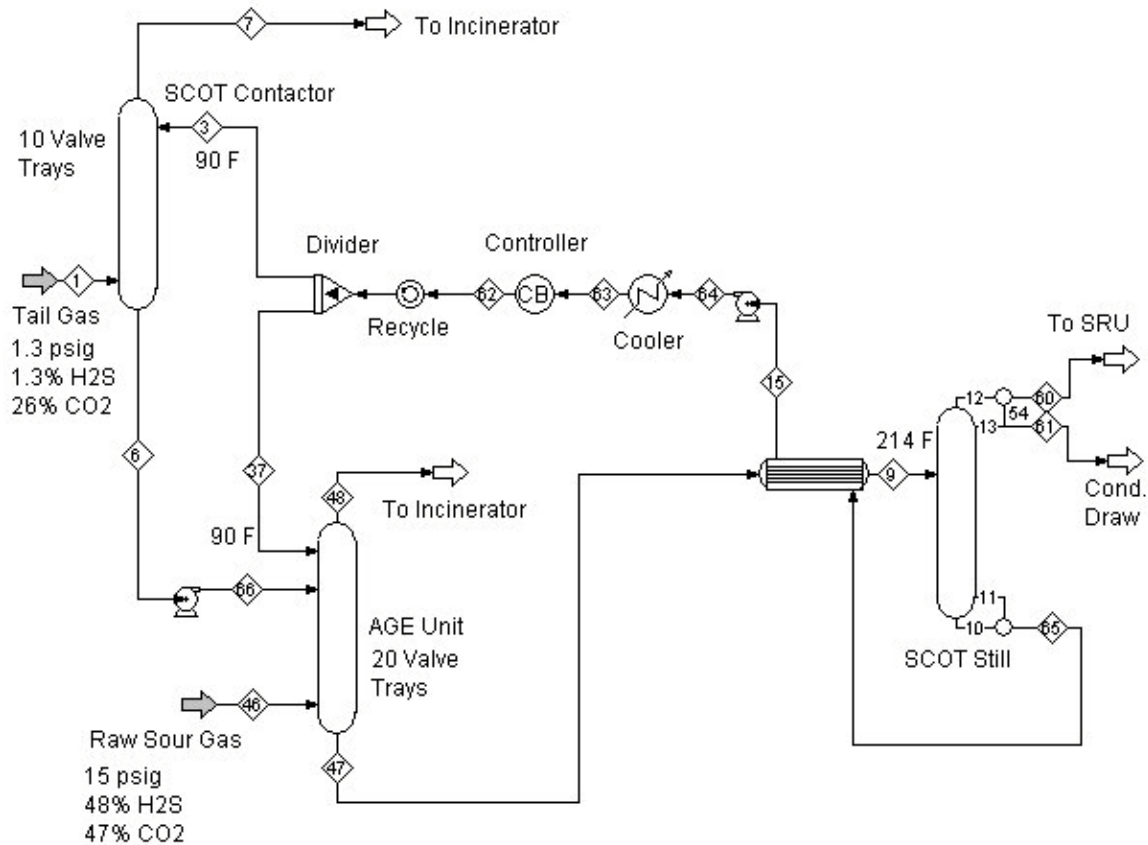 7
To Incinerator
SCOT Contactor
10 Valve
Trays
3
90 F
Divider
Controller
1
62
CB
63
64
Tail Gas
1.3 psig
1.3% H2S
26% CO2
Recycle
Cooler
To SRU
15
12
60
54
13
61
6
37
214 F
9
48
To Incinerator
Cond.
Draw
90 F
66
AGE Unit
20 Valve
Trays
11
10
65
SCOT Still
46
Raw Sour Gas
47
15 psig
48% H2S
47% CO2